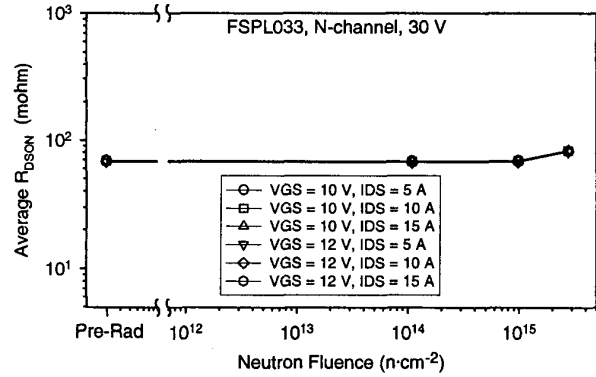 FSPL033, N-channel, 30 V
10³
10²
10¹
Average R_DSON (mohm)
VGS = 10 V, IDS = 5 A
VGS = 10 V, IDS = 10 A
VGS = 10 V, IDS = 15 A
VGS = 12 V, IDS = 5 A
VGS = 12 V, IDS = 10 A
VGS = 12 V, IDS = 15 A
Pre-Rad 10¹² 10¹³ 10¹⁴ 10¹⁵
Neutron Fluence (n·cm⁻²)